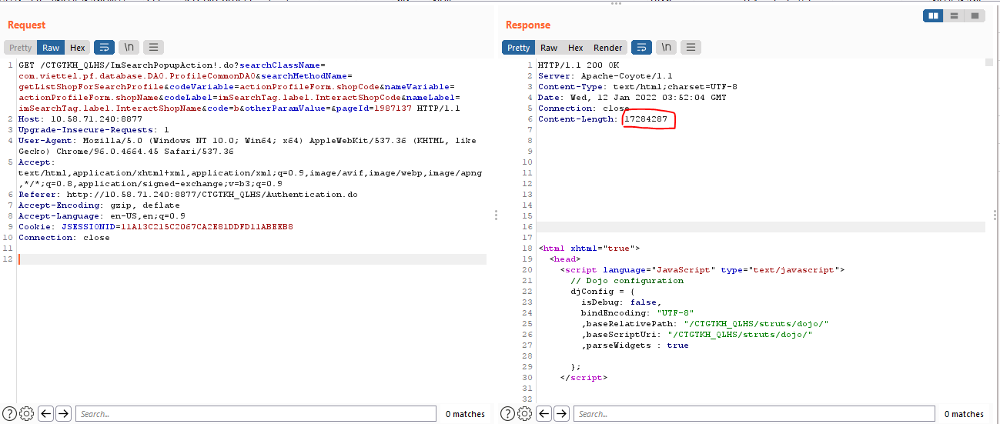 Request
Pretty Raw Hex \n
1 GET /CTGTKH_QLHS/ImSearchPopupAction!.do?searchClassName=
com.viettel.pf.database.DAO.ProfileCommonDAO&searchMethodName=
getListShopForSearchProfile&codeVariable=actionProfileForm.shopCode&nameVariable=
actionProfileForm.shopName&codeLabel=imSearchTag.label.InteractShopCode&nameLabel=
imSearchTag.label.InteractShopName&code=b&otherParamValue=&pageId=1987137 HTTP/1.1
2 Host: 10.58.71.240:8877
3 Upgrade-Insecure-Requests: 1
4 User-Agent: Mozilla/5.0 (Windows NT 10.0; Win64; x64) AppleWebKit/537.36 (KHTML, like
Gecko) Chrome/96.0.4664.45 Safari/537.36
5 Accept:
text/html,application/xhtml+xml,application/xml;q=0.9,image/avif,image/webp,image/apng
,*/*;q=0.8,application/signed-exchange;v=b3;q=0.9
6 Referer: http://10.58.71.240:8877/CTGTKH_QLHS/Authentication.do
7 Accept-Encoding: gzip, deflate
8 Accept-Language: en-US,en;q=0.9
9 Cookie: JSESSIONID=11A13C215C2067CA2E81DDFD11ABEEB8
10 Connection: close
11
12
Search... 0 matches
Response
Pretty Raw Hex Render \n
1 HTTP/1.1 200 OK
2 Server: Apache-Coyote/1.1
3 Content-Type: text/html;charset=UTF-8
4 Date: Wed, 12 Jan 2022 03:52:04 GMT
5 Connection: close
6 Content-Length: 17284287
7
8
9
10
11
12
13
14
15
16
17
18 <html xhtml="true">
19 <head>
20 <script language="JavaScript" type="text/javascript">
21 // Dojo configuration
22 djConfig = {
23 isDebug: false,
24 bindEncoding: "UTF-8"
25 ,baseRelativePath: "/CTGTKH_QLHS/struts/dojo/"
26 ,baseScriptUri: "/CTGTKH_QLHS/struts/dojo/"
27 ,parseWidgets : true
28
29 };
30 </script>
31
32
Search... 0 matches